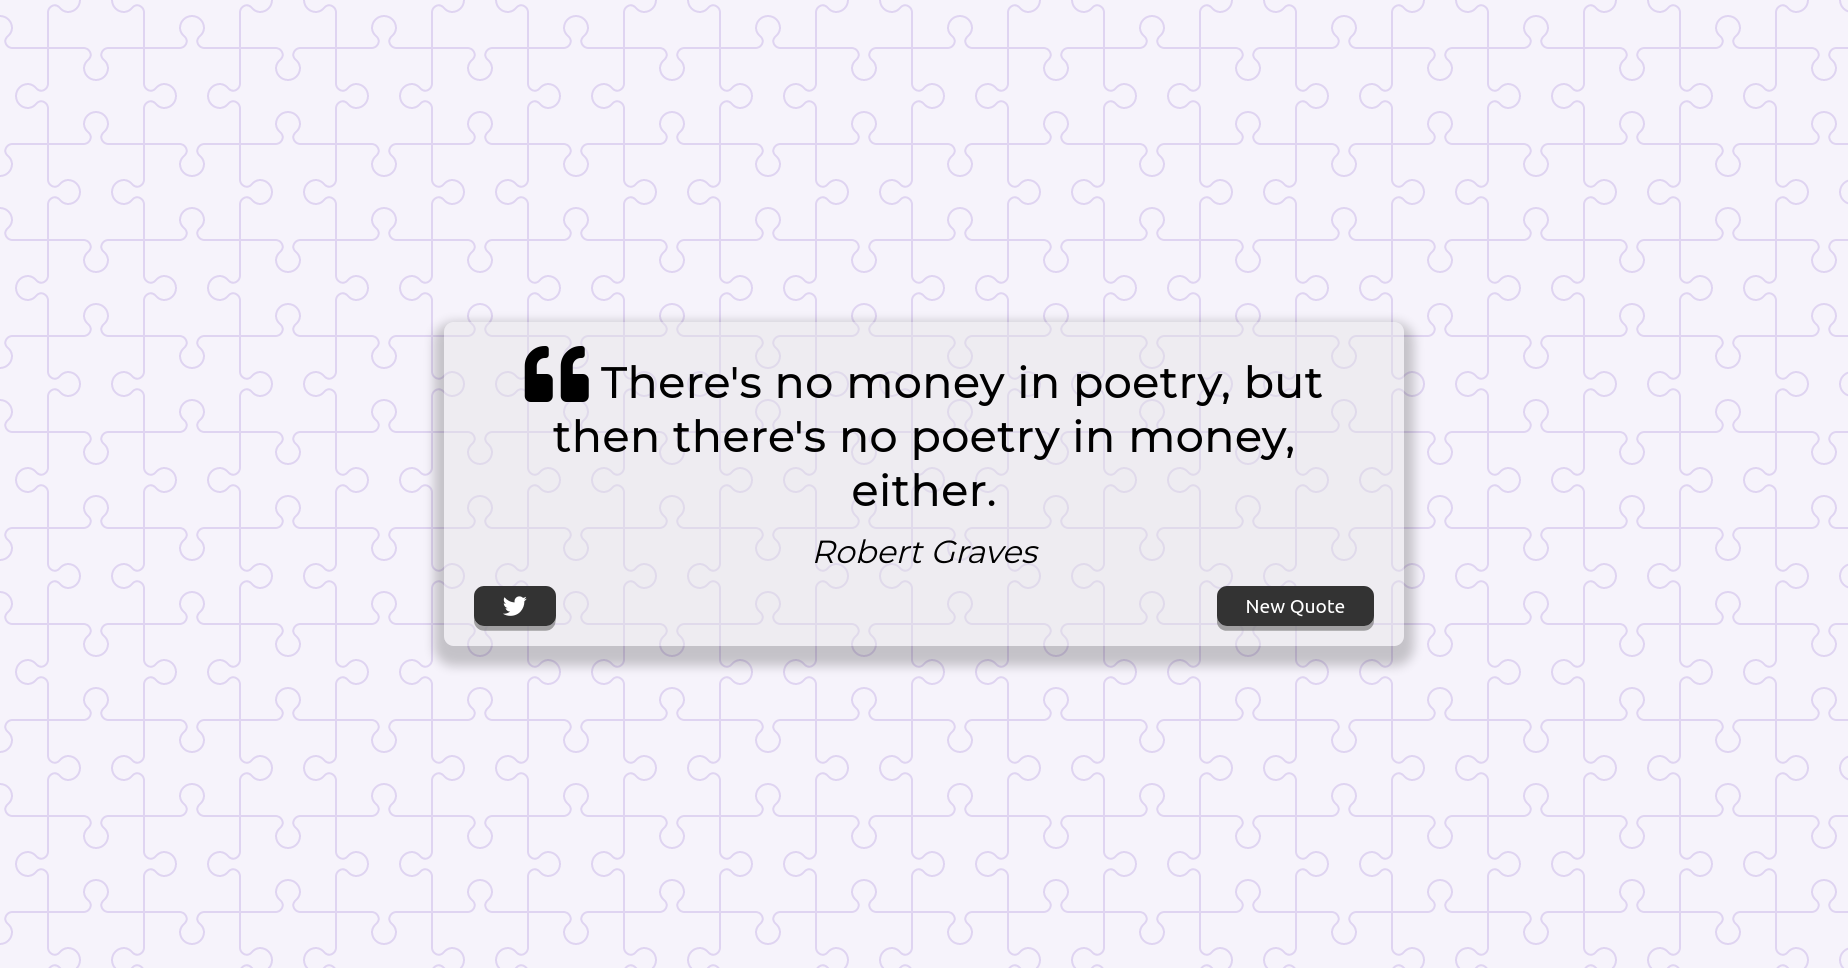 There's no money in poetry, but
then there's no poetry in money,
either.
Robert Graves
New Quote